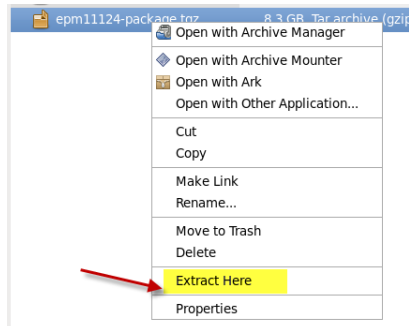 epm11124-package.tgz 8.3 GB Tar archive (gzip
Open with Archive Manager
Open with Archive Mounter
Open with Ark
Open with Other Application...
Cut
Copy
Make Link
Rename...
Move to Trash
Delete
Extract Here
Properties